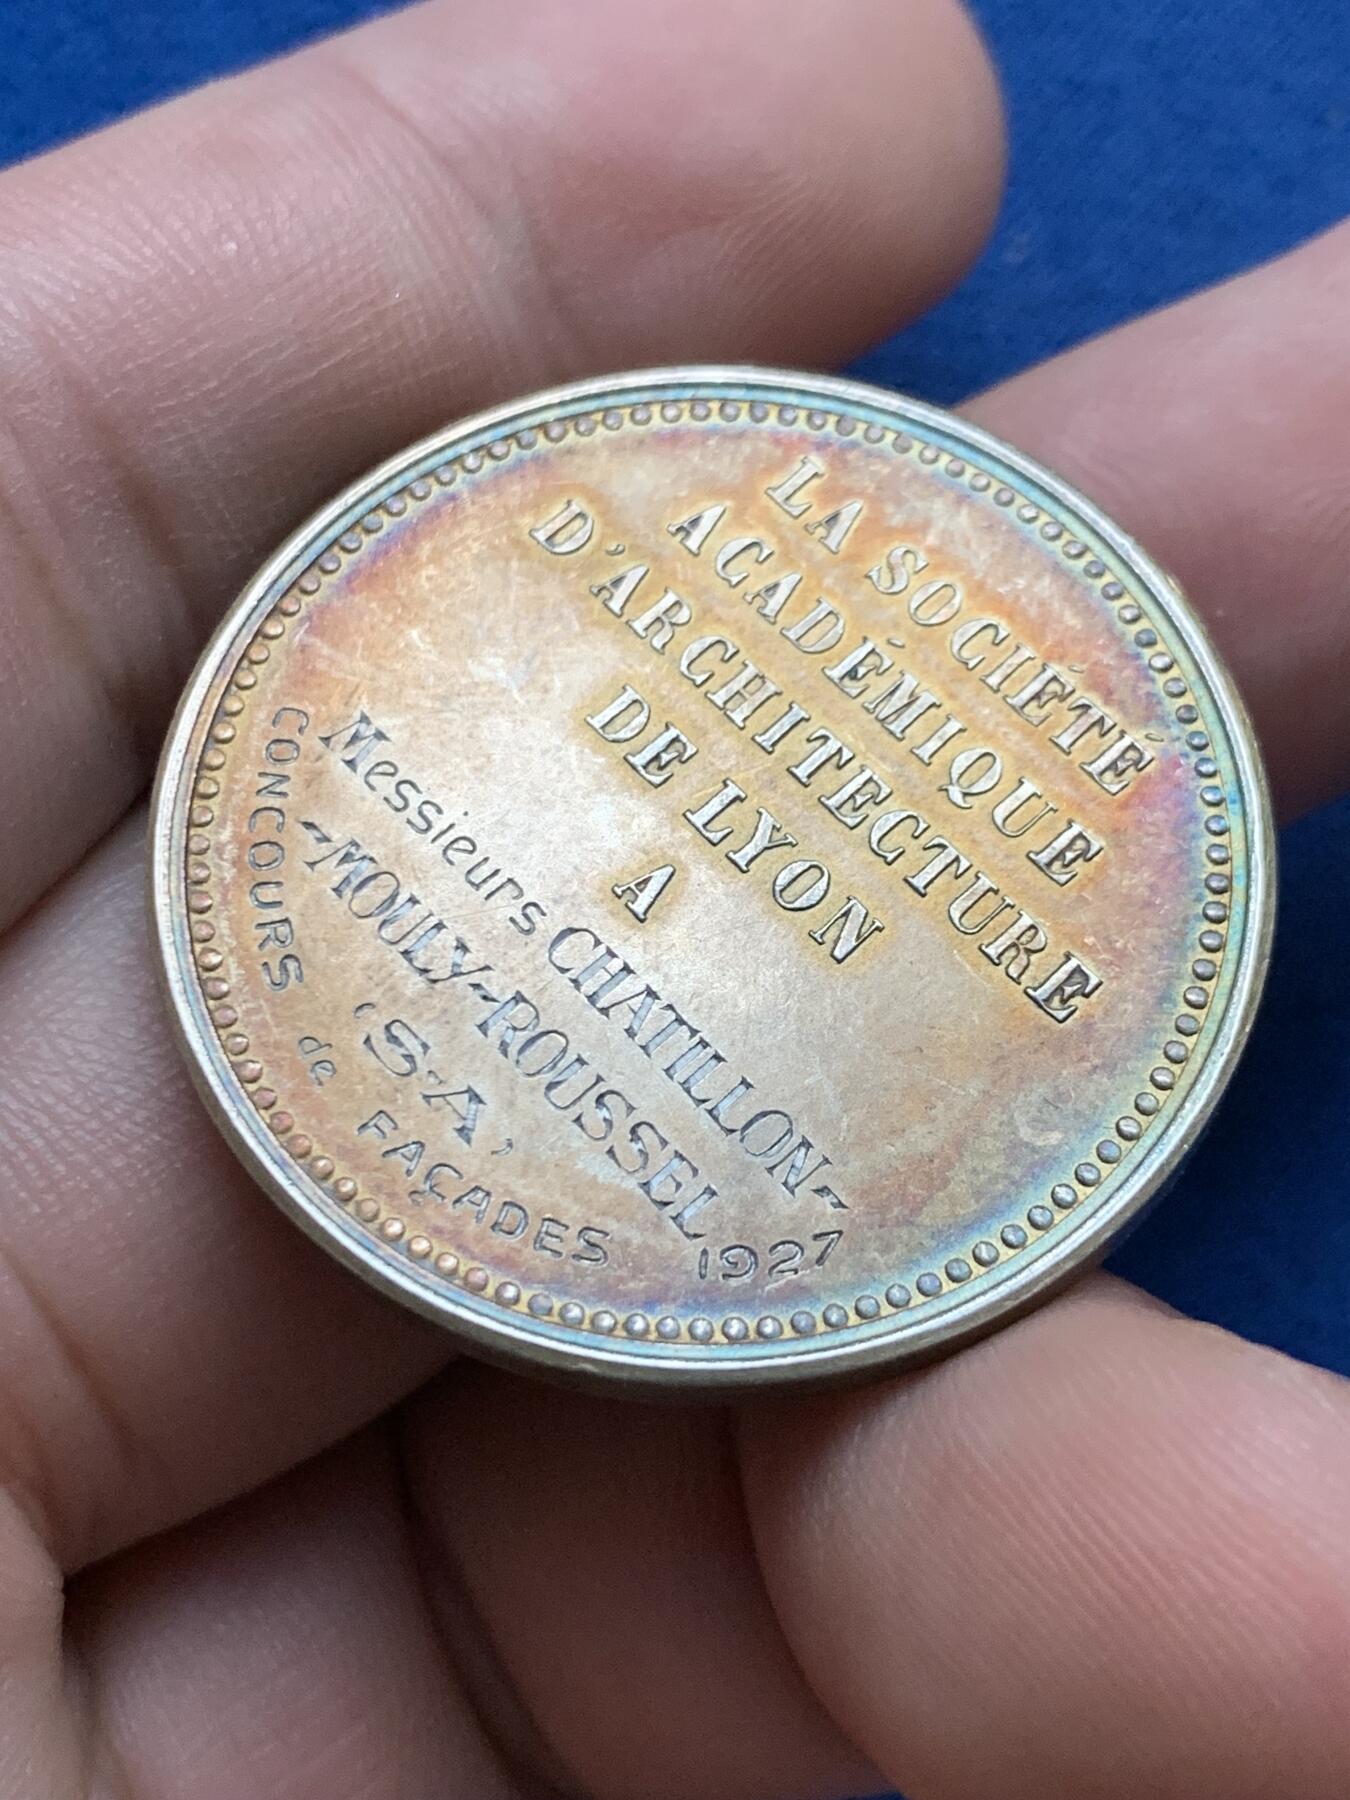 LA SOCIÉTÉ
ACADÉMIQUE
D'ARCHITECTURE
DE LYON
A
Messieurs CHATILLON-
-MOULY-ROUSSEL
'S-A'
CONCOURS de FAÇADES 1927